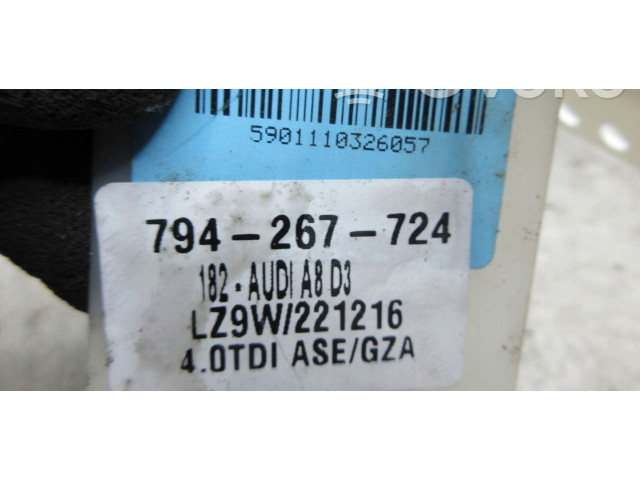 5901110326057
794-267-724
182-AUDI A8 D3
LZ9W/221216
4.0TDI ASE/GZA